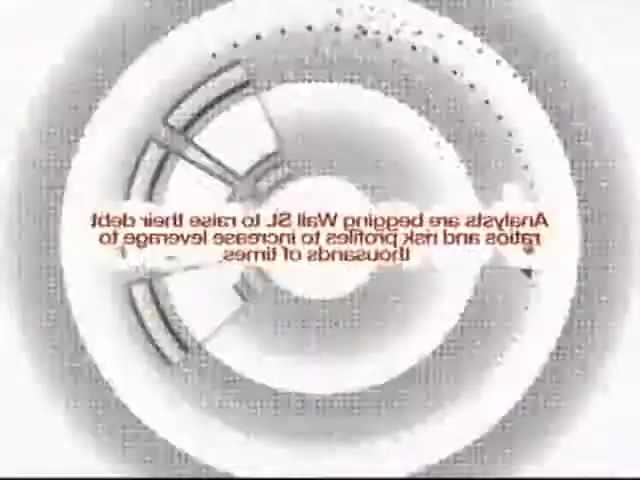 Analysts are begging Wall St. to raise their debt
ratios and risk profiles to increase leverage to
thousands of times